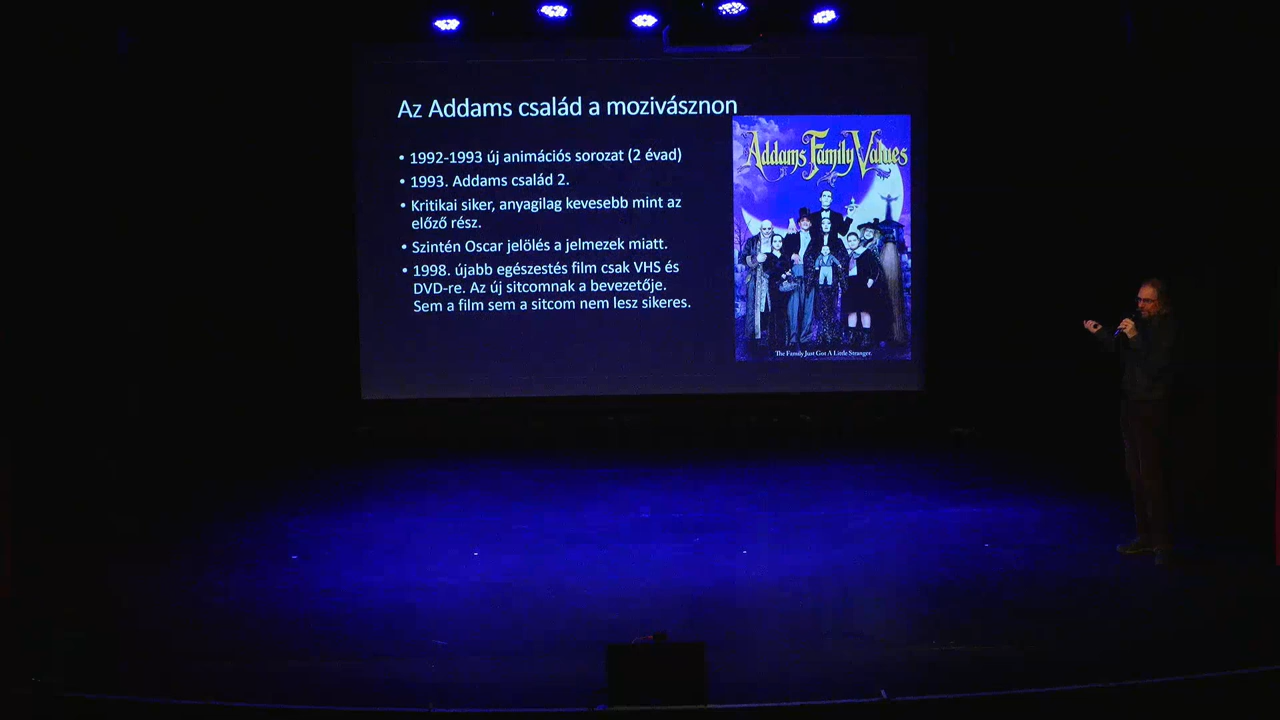 Az Addams család a mozivásznon
• 1992-1993 új animációs sorozat (2 évad)
• 1993. Addams család 2.
• Kritikai siker, anyagilag kevesebb mint az
előző rész.
• Szintén Oscar jelölés a jelmezek miatt.
• 1998. újabb egészestés film csak VHS és
DVD-re. Az új sitcomnak a bevezetője.
Sem a film sem a sitcom nem lesz sikeres.
Addams Family Values
The Family Just Got A Little Stranger.